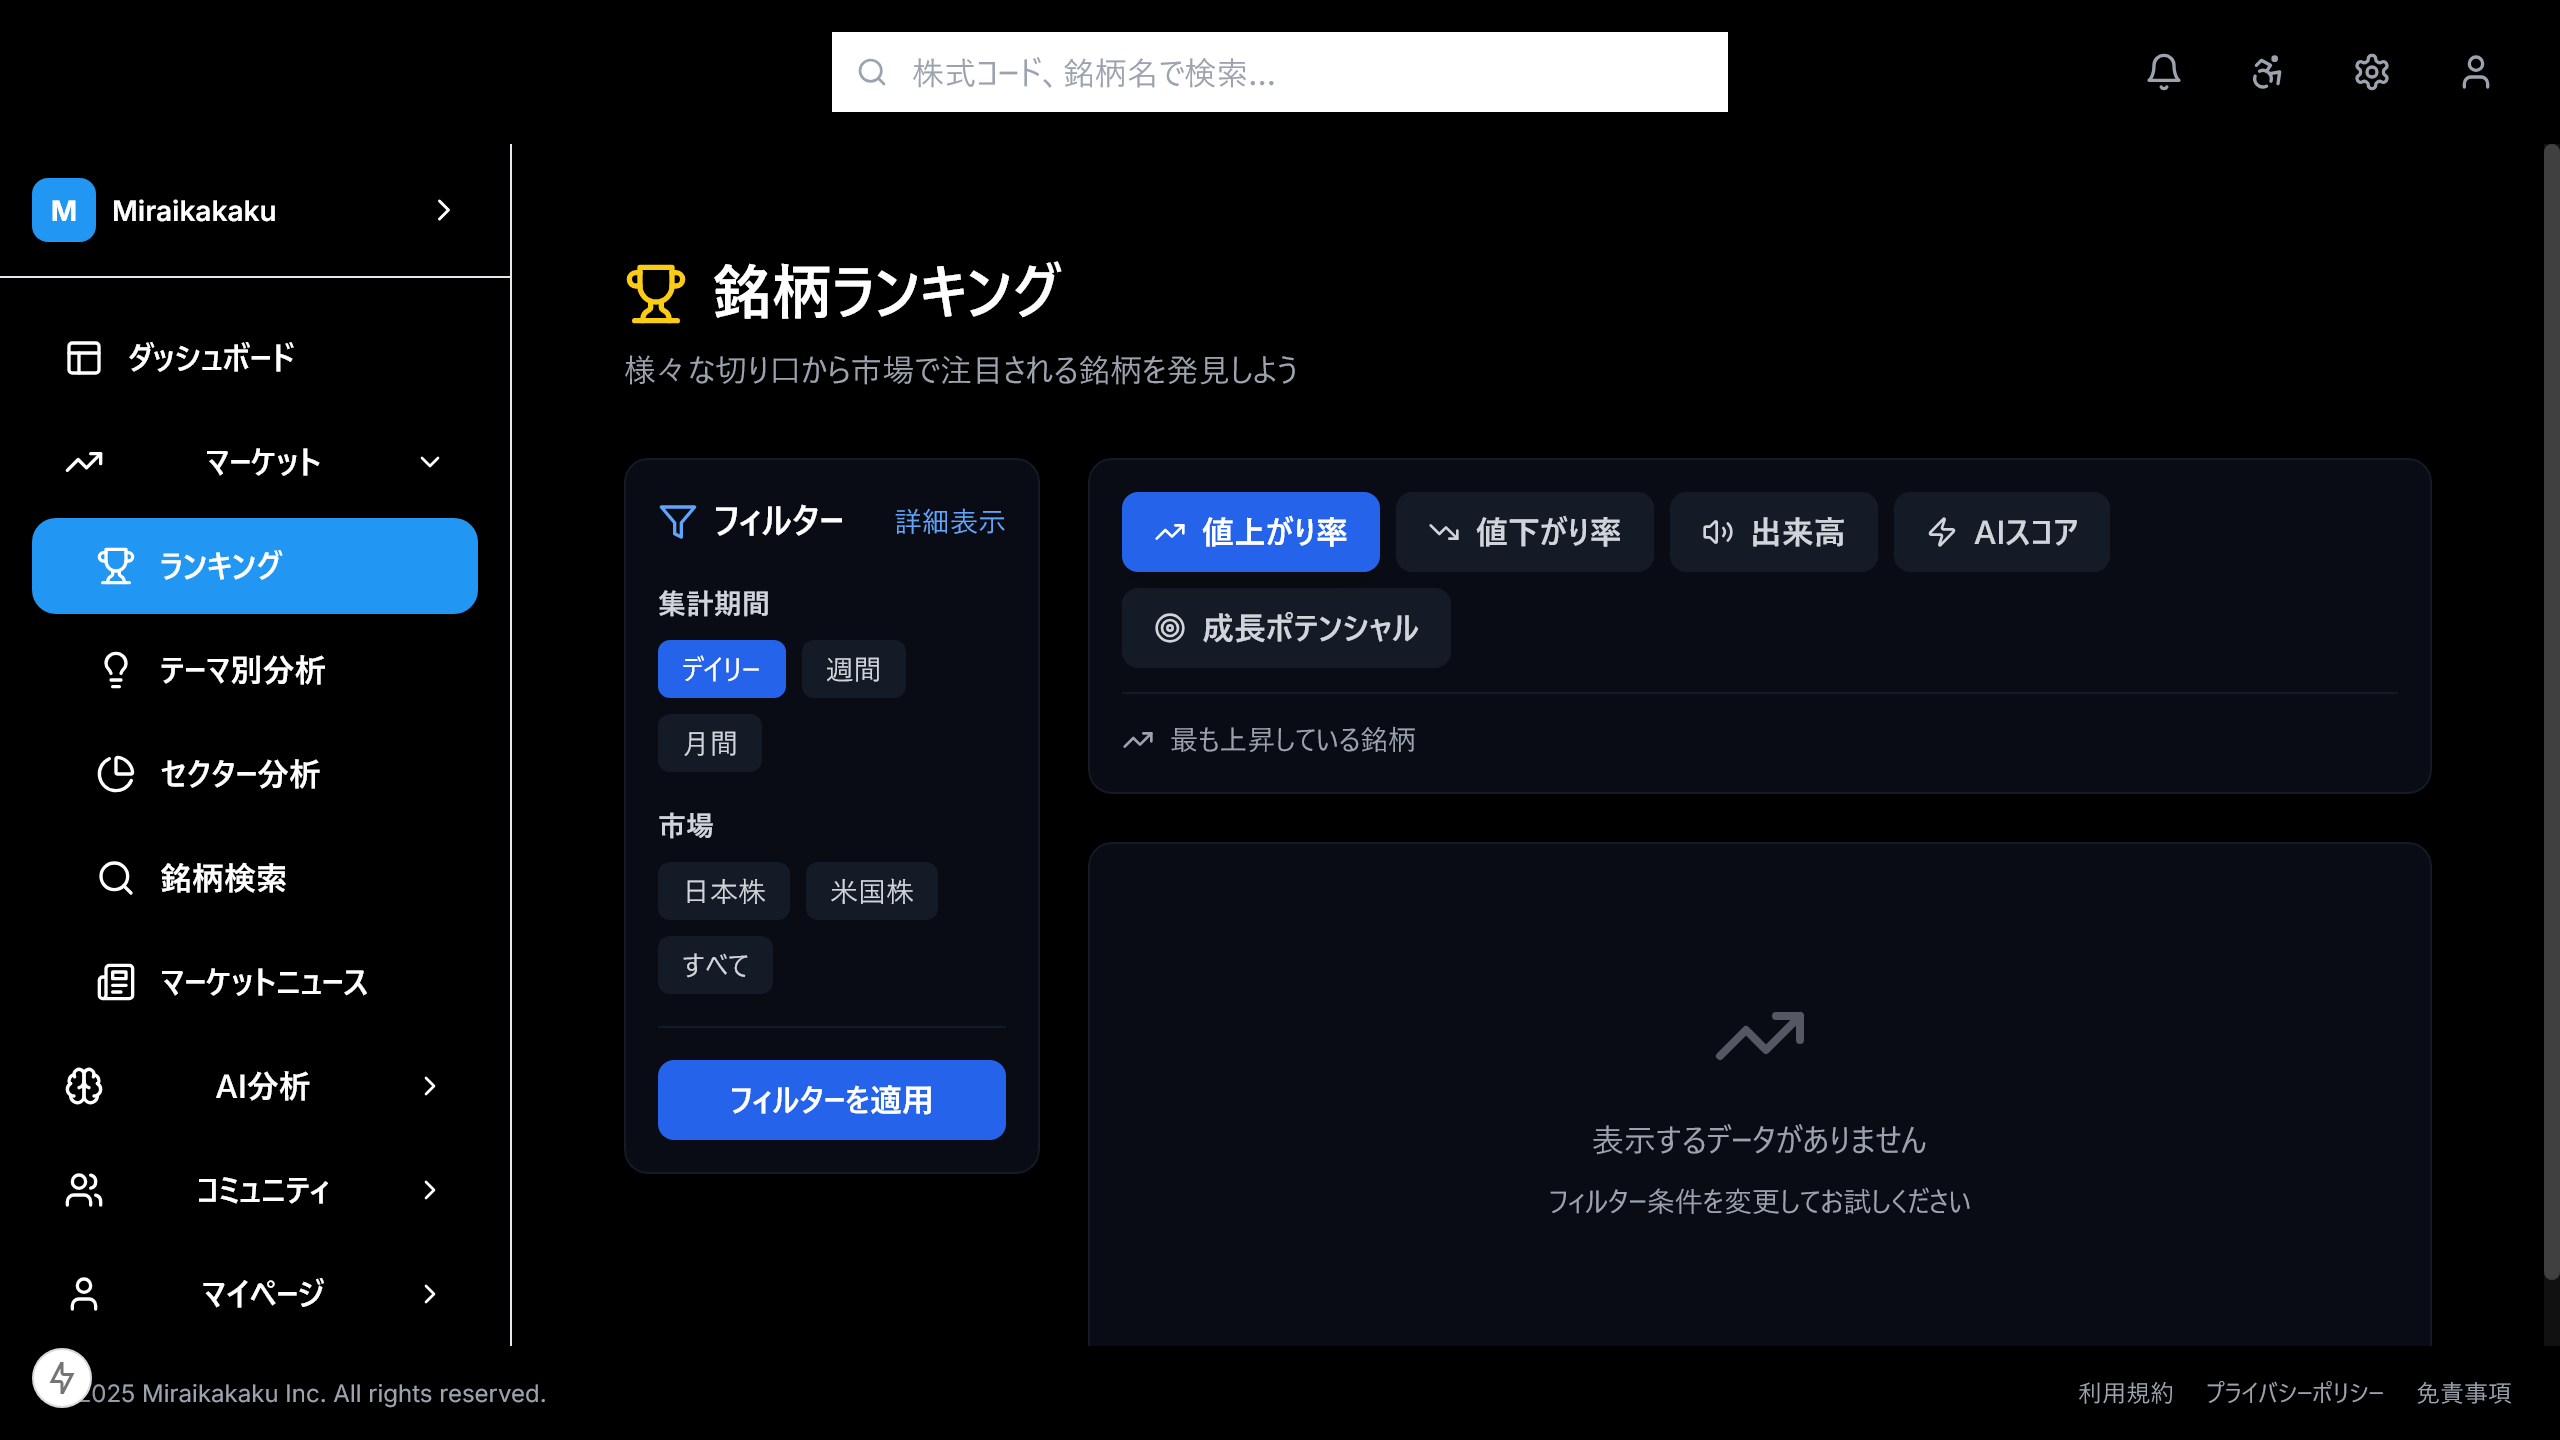 株式コード、銘柄名で検索...
M Miraikakaku
ダッシュボード
マーケット
ランキング
テーマ別分析
セクター分析
銘柄検索
マーケットニュース
AI分析
コミュニティ
マイページ
銘柄ランキング
様々な切り口から市場で注目される銘柄を発見しよう
フィルター 詳細表示
集計期間
デイリー 週間
月間
市場
日本株 米国株
すべて
フィルターを適用
値上がり率 値下がり率 出来高 AIスコア
成長ポテンシャル
最も上昇している銘柄
表示するデータがありません
フィルター条件を変更してお試しください
2025 Miraikakaku Inc. All rights reserved.
利用規約 プライバシーポリシー 免責事項